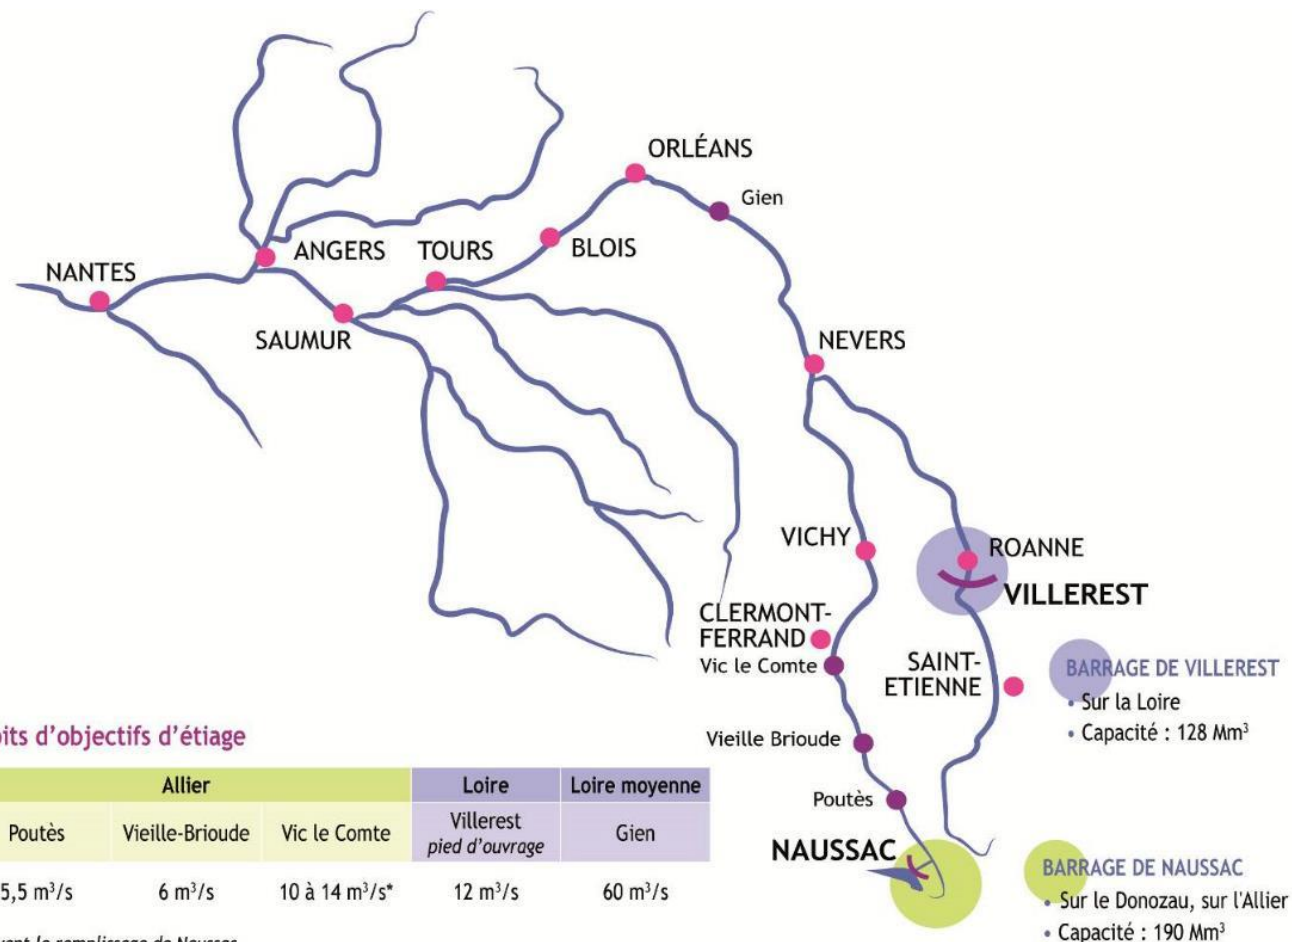 ORLÉANS
Gien
ANGERS
TOURS
BLOIS
NANTES
SAUMUR
NEVERS
VICHY
ROANNE
VILLEREST
CLERMONT-
FERRAND
Vic le Comte
SAINT-
ETIENNE
BARRAGE DE VILLEREST
• Sur la Loire
• Capacité : 128 Mm³
Vieille Brioude
Poutès
NAUSSAC
BARRAGE DE NAUSSAC
• Sur le Donozau, sur l'Allier
• Capacité : 190 Mm³
d'objectifs d'étiage
Allier Loire Loire moyenne
Poutès Vieille-Brioude Vic le Comte Villerest pied d'ouvrage Gien
5,5 m³/s 6 m³/s 10 à 14 m³/s* 12 m³/s 60 m³/s